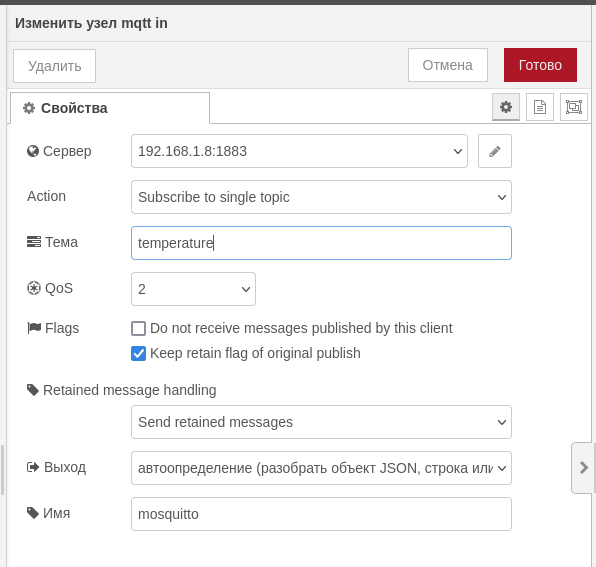 Изменить узел mqtt in
Удалить
Отмена
Готово
Свойства
Сервер
192.168.1.8:1883
Action
Subscribe to single topic
Тема
temperature
QoS
2
Flags
Do not receive messages published by this client
Keep retain flag of original publish
Retained message handling
Send retained messages
Выход
автоопределение (разобрать объект JSON, строка или
Имя
mosquitto